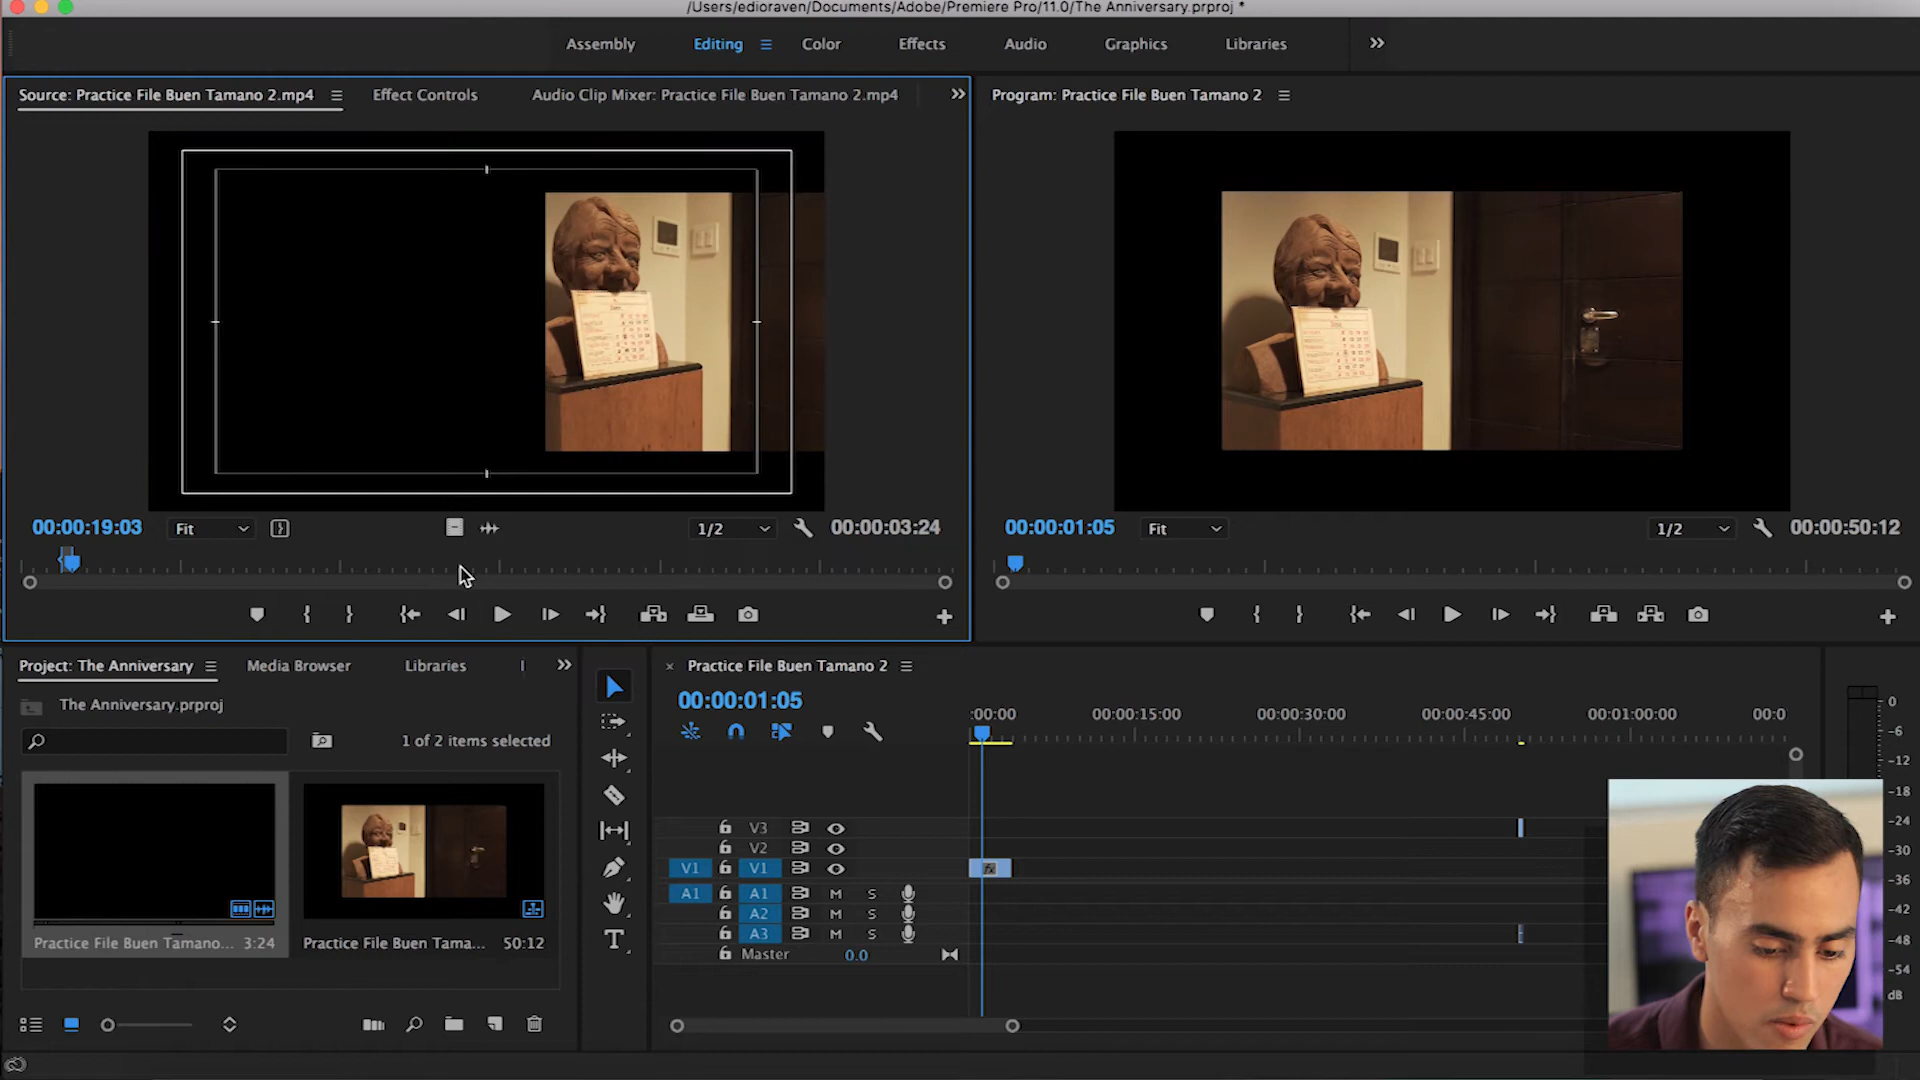 /Users/edioraven/Documents/Adobe/Premiere Pro/11.0/The Anniversary.prproj *
Assembly
Editing
Color
Effects
Audio
Graphics
Libraries
Source: Practice File Buen Tamano 2.mp4
Effect Controls
Audio Clip Mixer: Practice File Buen Tamano 2.mp4
Program: Practice File Buen Tamano 2
00:00:19:03
Fit
1/2
00:00:03:24
00:00:01:05
Fit
1/2
00:00:50:12
Project: The Anniversary
Media Browser
Libraries
The Anniversary.prproj
1 of 2 items selected
Practice File Buen Tamano... 3:24
Practice File Buen Tama... 50:12
Practice File Buen Tamano 2
00:00:01:05
:00:00
00:00:15:00
00:00:30:00
00:00:45:00
00:01:00:00
00:0
V3
V2
V1 V1
A1 A1 M S
A2 M S
A3 M S
Master 0.0
fx
T
0
-6
-12
-18
-24
-30
-36
-42
-48
-54
dB